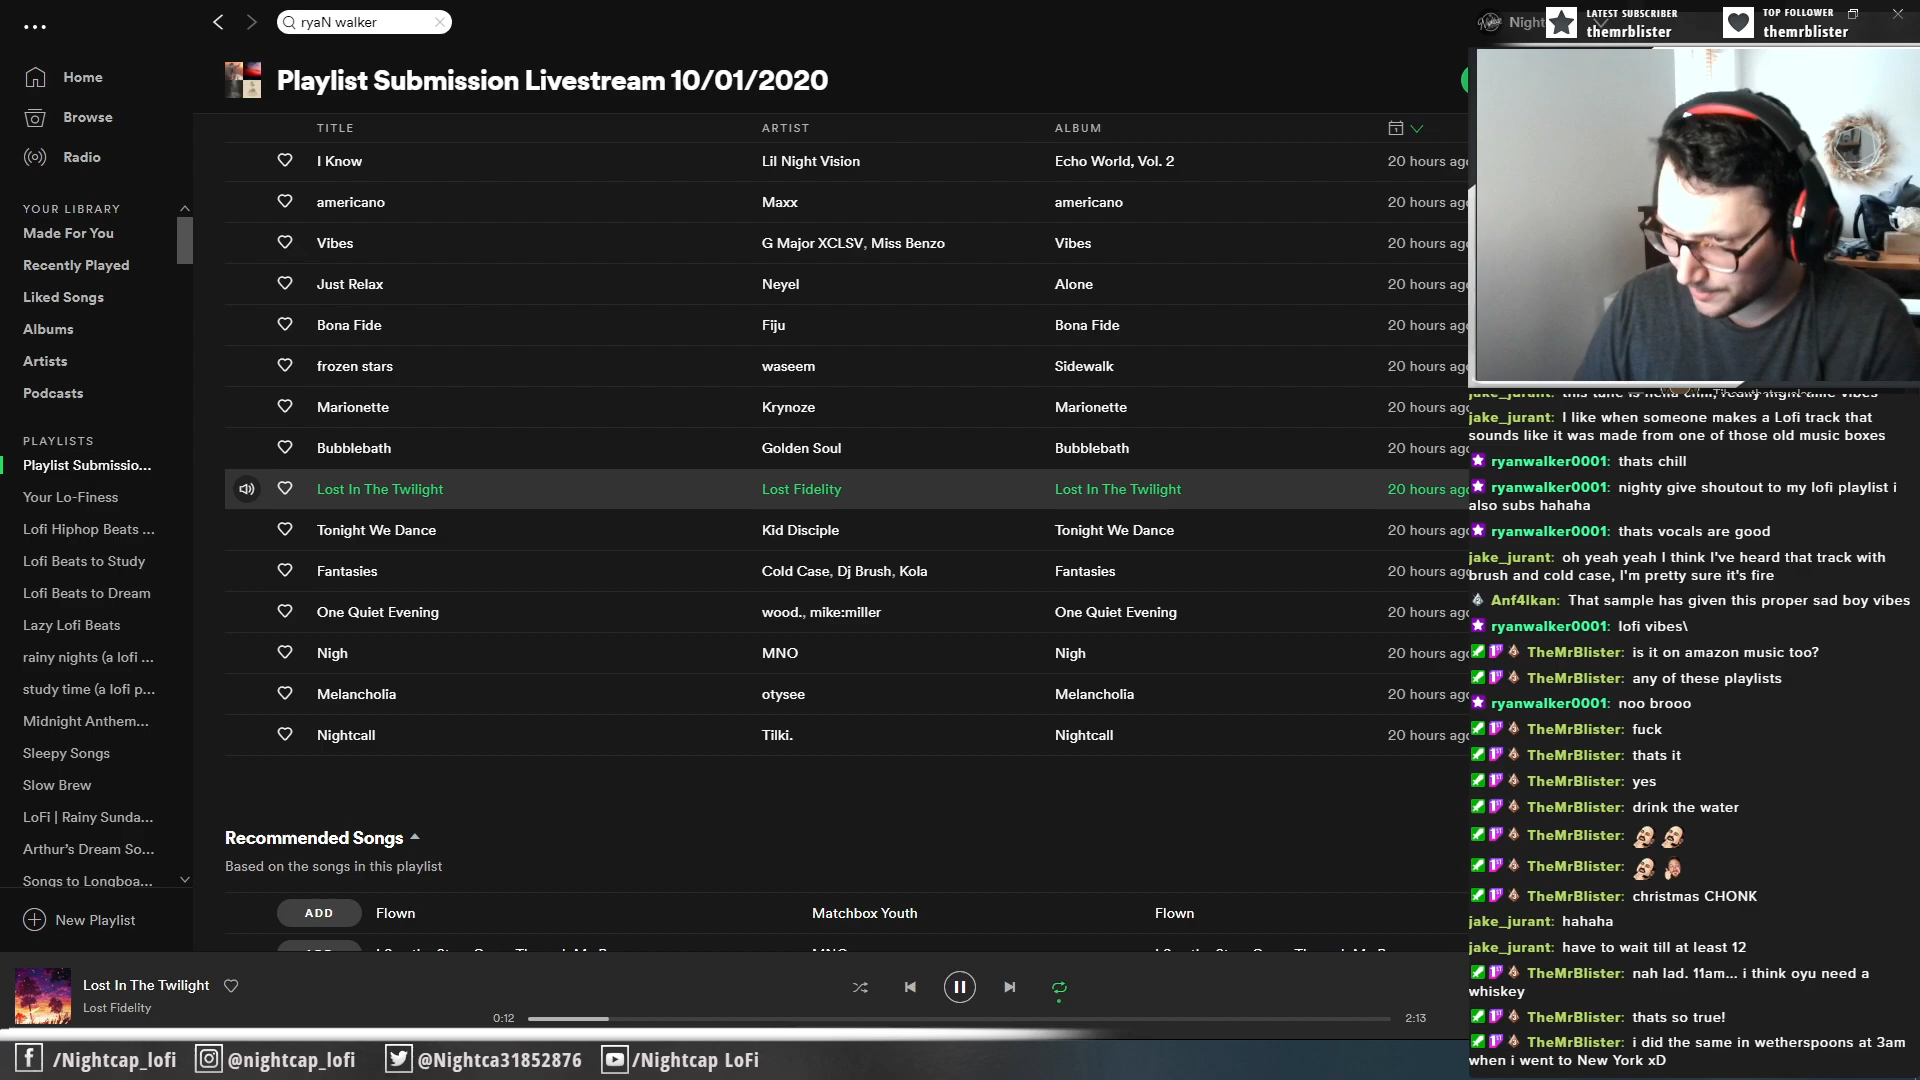 ryaN walker
Night
LATEST SUBSCRIBER
themrblister
TOP FOLLOWER
themrblister
Home
Browse
Radio
YOUR LIBRARY
Made For You
Recently Played
Liked Songs
Albums
Artists
Podcasts
PLAYLISTS
Playlist Submissio...
Your Lo-Finess
Lofi Hiphop Beats ...
Lofi Beats to Study
Lofi Beats to Dream
Lazy Lofi Beats
rainy nights (a lofi ...
study time (a lofi p...
Midnight Anthem...
Sleepy Songs
Slow Brew
LoFi | Rainy Sunda...
Arthur's Dream So...
Songs to Longboa...
New Playlist
Playlist Submission Livestream 10/01/2020
TITLE ARTIST ALBUM
I Know Lil Night Vision Echo World, Vol. 2 20 hours ago
americano Maxx americano 20 hours ago
Vibes G Major XCLSV, Miss Benzo Vibes 20 hours ago
Just Relax Neyel Alone 20 hours ago
Bona Fide Fiju Bona Fide 20 hours ago
frozen stars waseem Sidewalk 20 hours ago
Marionette Krynoze Marionette 20 hours ago
Bubblebath Golden Soul Bubblebath 20 hours ago
Lost In The Twilight Lost Fidelity Lost In The Twilight 20 hours ago
Tonight We Dance Kid Disciple Tonight We Dance 20 hours ago
Fantasies Cold Case, Dj Brush, Kola Fantasies 20 hours ago
One Quiet Evening wood., mike:miller One Quiet Evening 20 hours ago
Nigh MNO Nigh 20 hours ago
Melancholia otysee Melancholia 20 hours ago
Nightcall Tilki. Nightcall 20 hours ago
Recommended Songs
Based on the songs in this playlist
ADD Flown Matchbox Youth Flown
jake_jurant: I like when someone makes a Lofi track that
sounds like it was made from one of those old music boxes
ryanwalker0001: thats chill
ryanwalker0001: nighty give shoutout to my lofi playlist i
also subs hahaha
ryanwalker0001: thats vocals are good
jake_jurant: oh yeah yeah I think I've heard that track with
brush and cold case, I'm pretty sure it's fire
Anf4lkan: That sample has given this proper sad boy vibes
ryanwalker0001: lofi vibes\
TheMrBlister: is it on amazon music too?
TheMrBlister: any of these playlists
ryanwalker0001: noo brooo
TheMrBlister: fuck
TheMrBlister: thats it
TheMrBlister: yes
TheMrBlister: drink the water
TheMrBlister:
TheMrBlister:
TheMrBlister: christmas CHONK
jake_jurant: hahaha
jake_jurant: have to wait till at least 12
TheMrBlister: nah lad. 11am... i think oyu need a
whiskey
TheMrBlister: thats so true!
TheMrBlister: i did the same in wetherspoons at 3am
when i went to New York xD
Lost In The Twilight
Lost Fidelity
0:12 2:13
/Nightcap_lofi @nightcap_lofi @Nightca31852876 /Nightcap LoFi